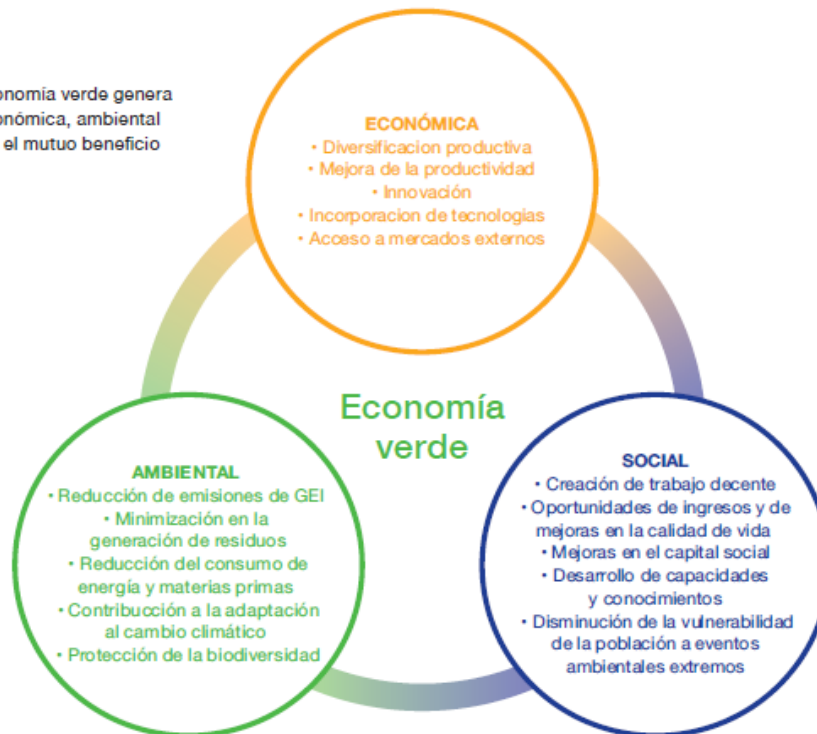 onomía verde genera
onómica, ambiental
el mutuo beneficio
ECONÓMICA
• Diversificacion productiva
• Mejora de la productividad
• Innovación
• Incorporacion de tecnologias
• Acceso a mercados externos
Economía
verde
AMBIENTAL
• Reducción de emisiones de GEI
• Minimización en la
generación de residuos
• Reducción del consumo de
energía y materias primas
• Contribucción a la adaptación
al cambio climático
• Protección de la biodiversidad
SOCIAL
• Creación de trabajo decente
• Oportunidades de ingresos y de
mejoras en la calidad de vida
• Mejoras en el capital social
• Desarrollo de capacidades
y conocimientos
• Disminución de la vulnerabilidad
de la población a eventos
ambientales extremos